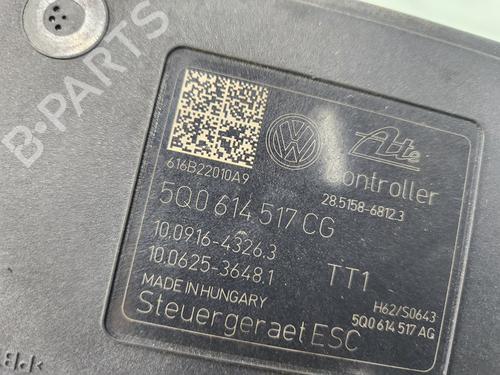 B-PARTS
616B22010A9
VW
Ate
Controller
28.5158-6812.3
5Q0 614 517 CG
10.0916-4326.3
10.0625-3648.1
TT1
MADE IN HUNGARY
H62/S0643
Steuergeraet ESC
5Q0 614 517 AG